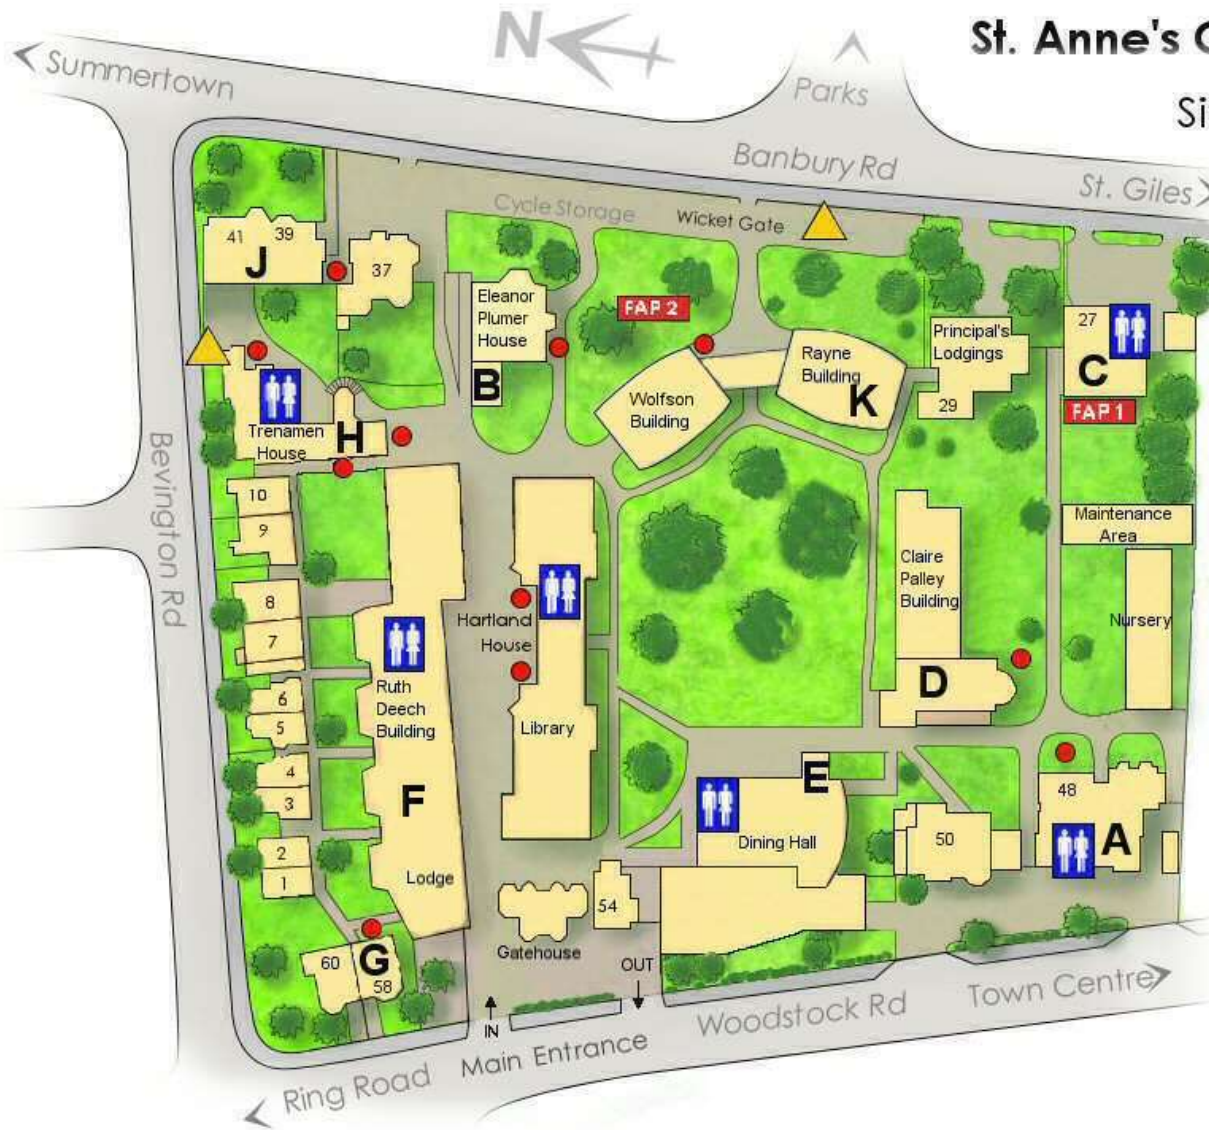 N
St. Anne's C
Si
Summertown
Parks
Banbury Rd
St. Giles
Cycle Storage
Wicket Gate
41
39
J
37
Eleanor
Plumer
House
B
FAP 2
Rayne
Building
K
Principal's
Lodgings
29
27
C
FAP 1
Wolfson
Building
Trenamen
House
H
Bevington Rd
10
9
8
7
6
5
4
3
2
1
Hartland
House
Library
Ruth
Deech
Building
F
Lodge
Claire
Palley
Building
D
Maintenance
Area
Nursery
E
Dining Hall
50
48
A
54
Gatehouse
60
G
58
OUT
IN
Main Entrance
Woodstock Rd
Town Centre
Ring Road